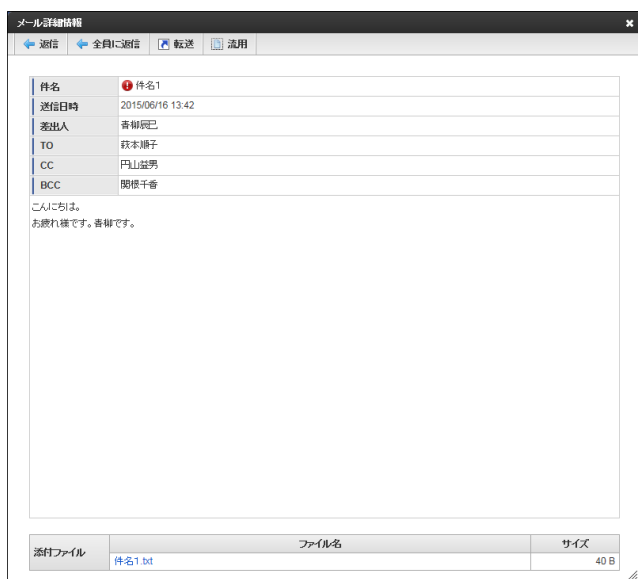 メール詳細情報
返信 全員に返信 転送 流用
件名 件名1
送信日時 2015/06/16 13:42
差出人 青柳辰巳
TO 萩本順子
CC 円山益男
BCC 関根千香
こんにちは。
お疲れ様です。青柳です。
添付ファイル ファイル名 サイズ
件名1.txt 40 B